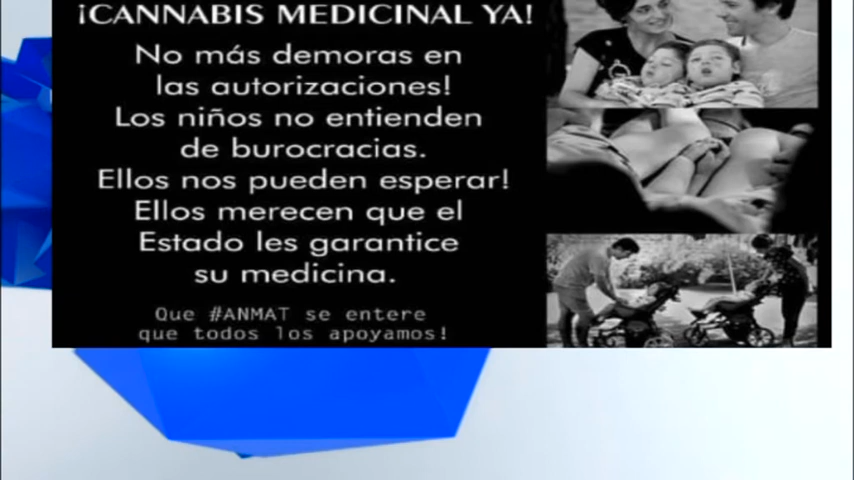 ¡CANNABIS MEDICINAL YA!
No más demoras en
las autorizaciones!
Los niños no entienden
de burocracias.
Ellos nos pueden esperar!
Ellos merecen que el
Estado les garantice
su medicina.
Que #ANMAT se entere
que todos los apoyamos!